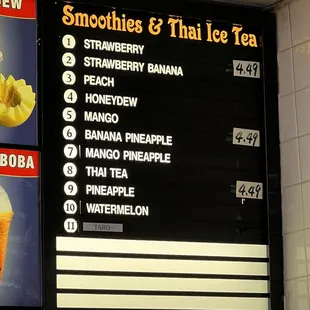 EW
Smoothies & Thai Ice Tea
1 STRAWBERRY
2 STRAWBERRY BANANA 4.49
3 PEACH
4 HONEYDEW
5 MANGO
6 BANANA PINEAPPLE 4.49
7 MANGO PINEAPPLE
8 THAI TEA
9 PINEAPPLE 4.49
10 WATERMELON
11 TARO
BOBA